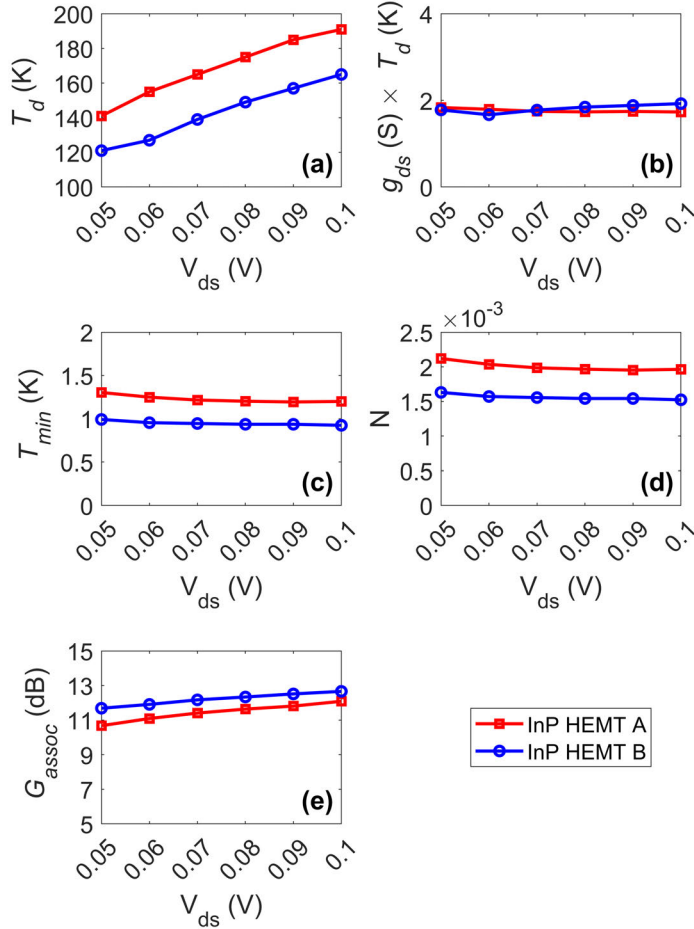 200
180
160
140
120
100
T_d (K)
(a)
0.05 0.06 0.07 0.08 0.09 0.1
V_ds (V)
4
2
0
g_ds (S) × T_d (K)
(b)
0.05 0.06 0.07 0.08 0.09 0.1
V_ds (V)
2
1.5
1
0.5
0
T_min (K)
(c)
0.05 0.06 0.07 0.08 0.09 0.1
V_ds (V)
×10^-3
2.5
2
1.5
1
0.5
0
N
(d)
0.05 0.06 0.07 0.08 0.09 0.1
V_ds (V)
15
13
11
9
7
5
G_assoc (dB)
(e)
0.05 0.06 0.07 0.08 0.09 0.1
V_ds (V)
InP HEMT A
InP HEMT B